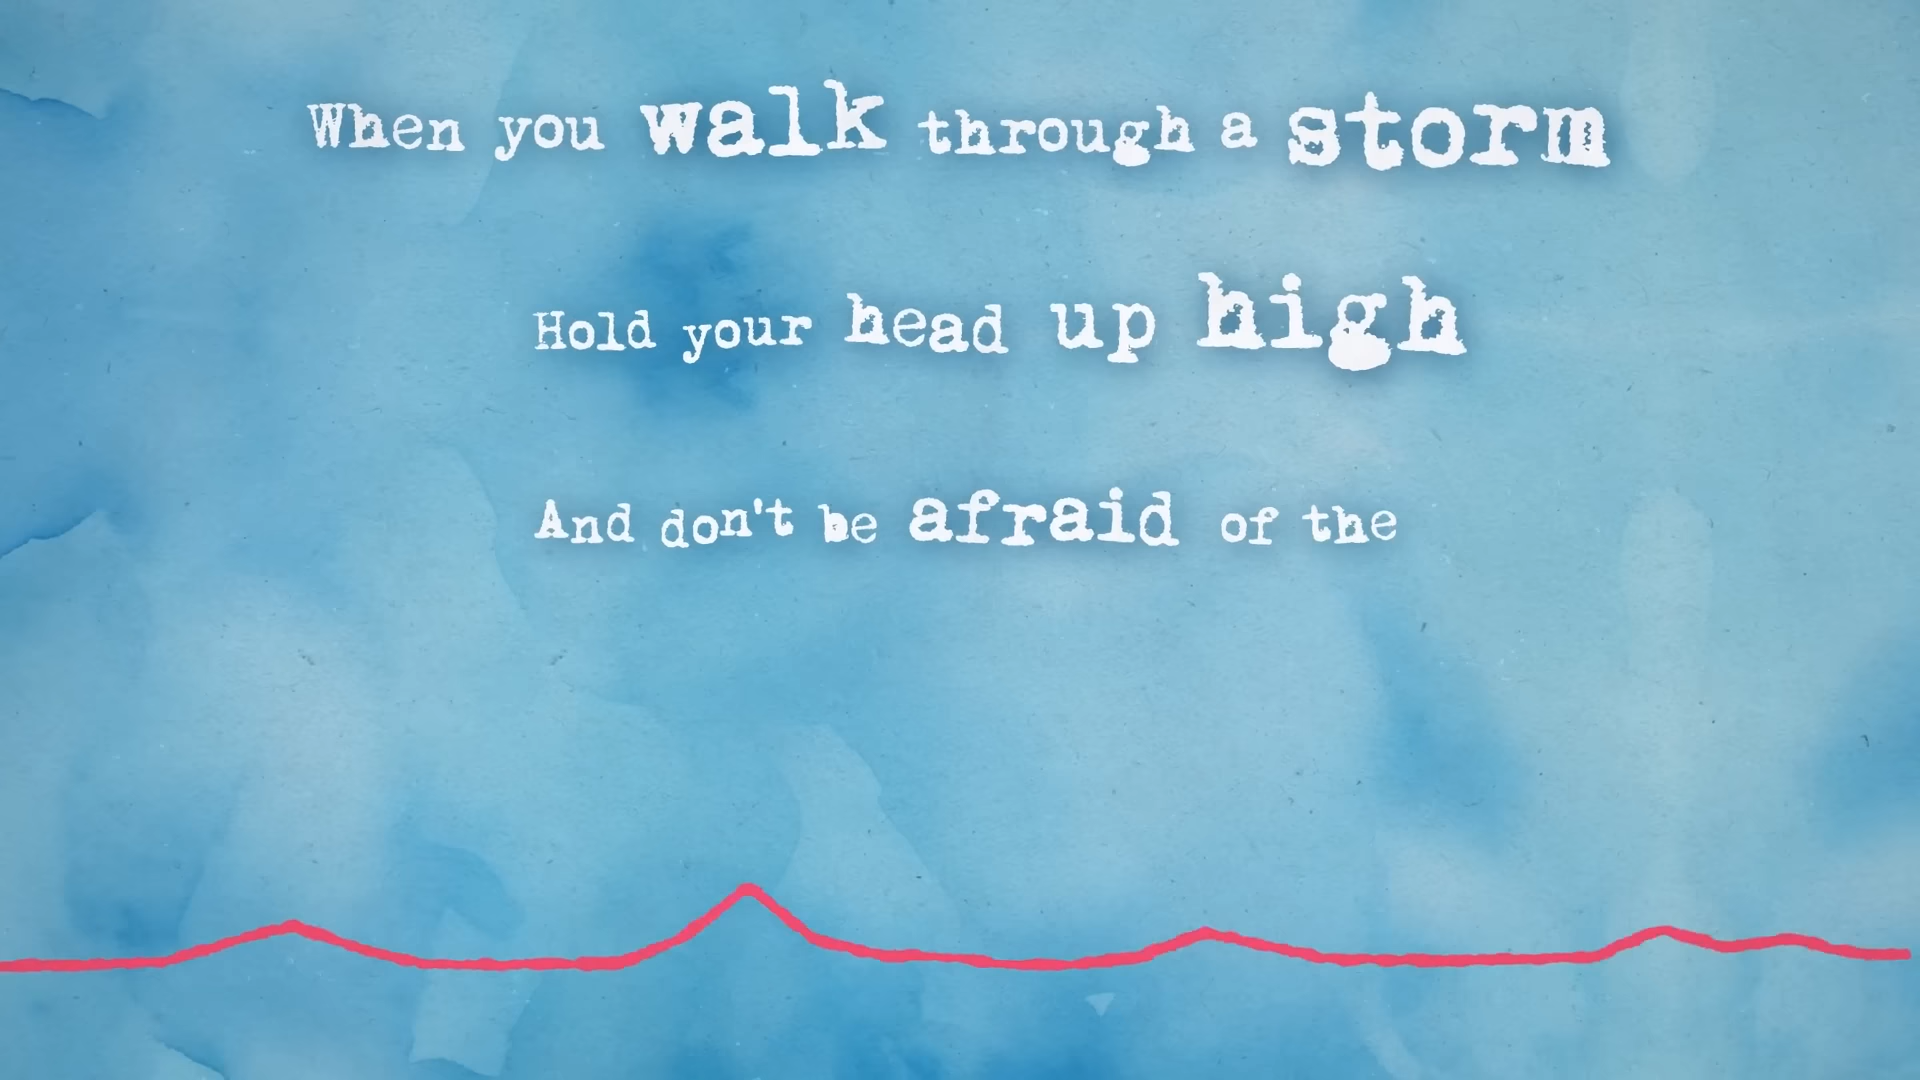 When you walk through a storm
Hold your head up high
And don't be afraid of the